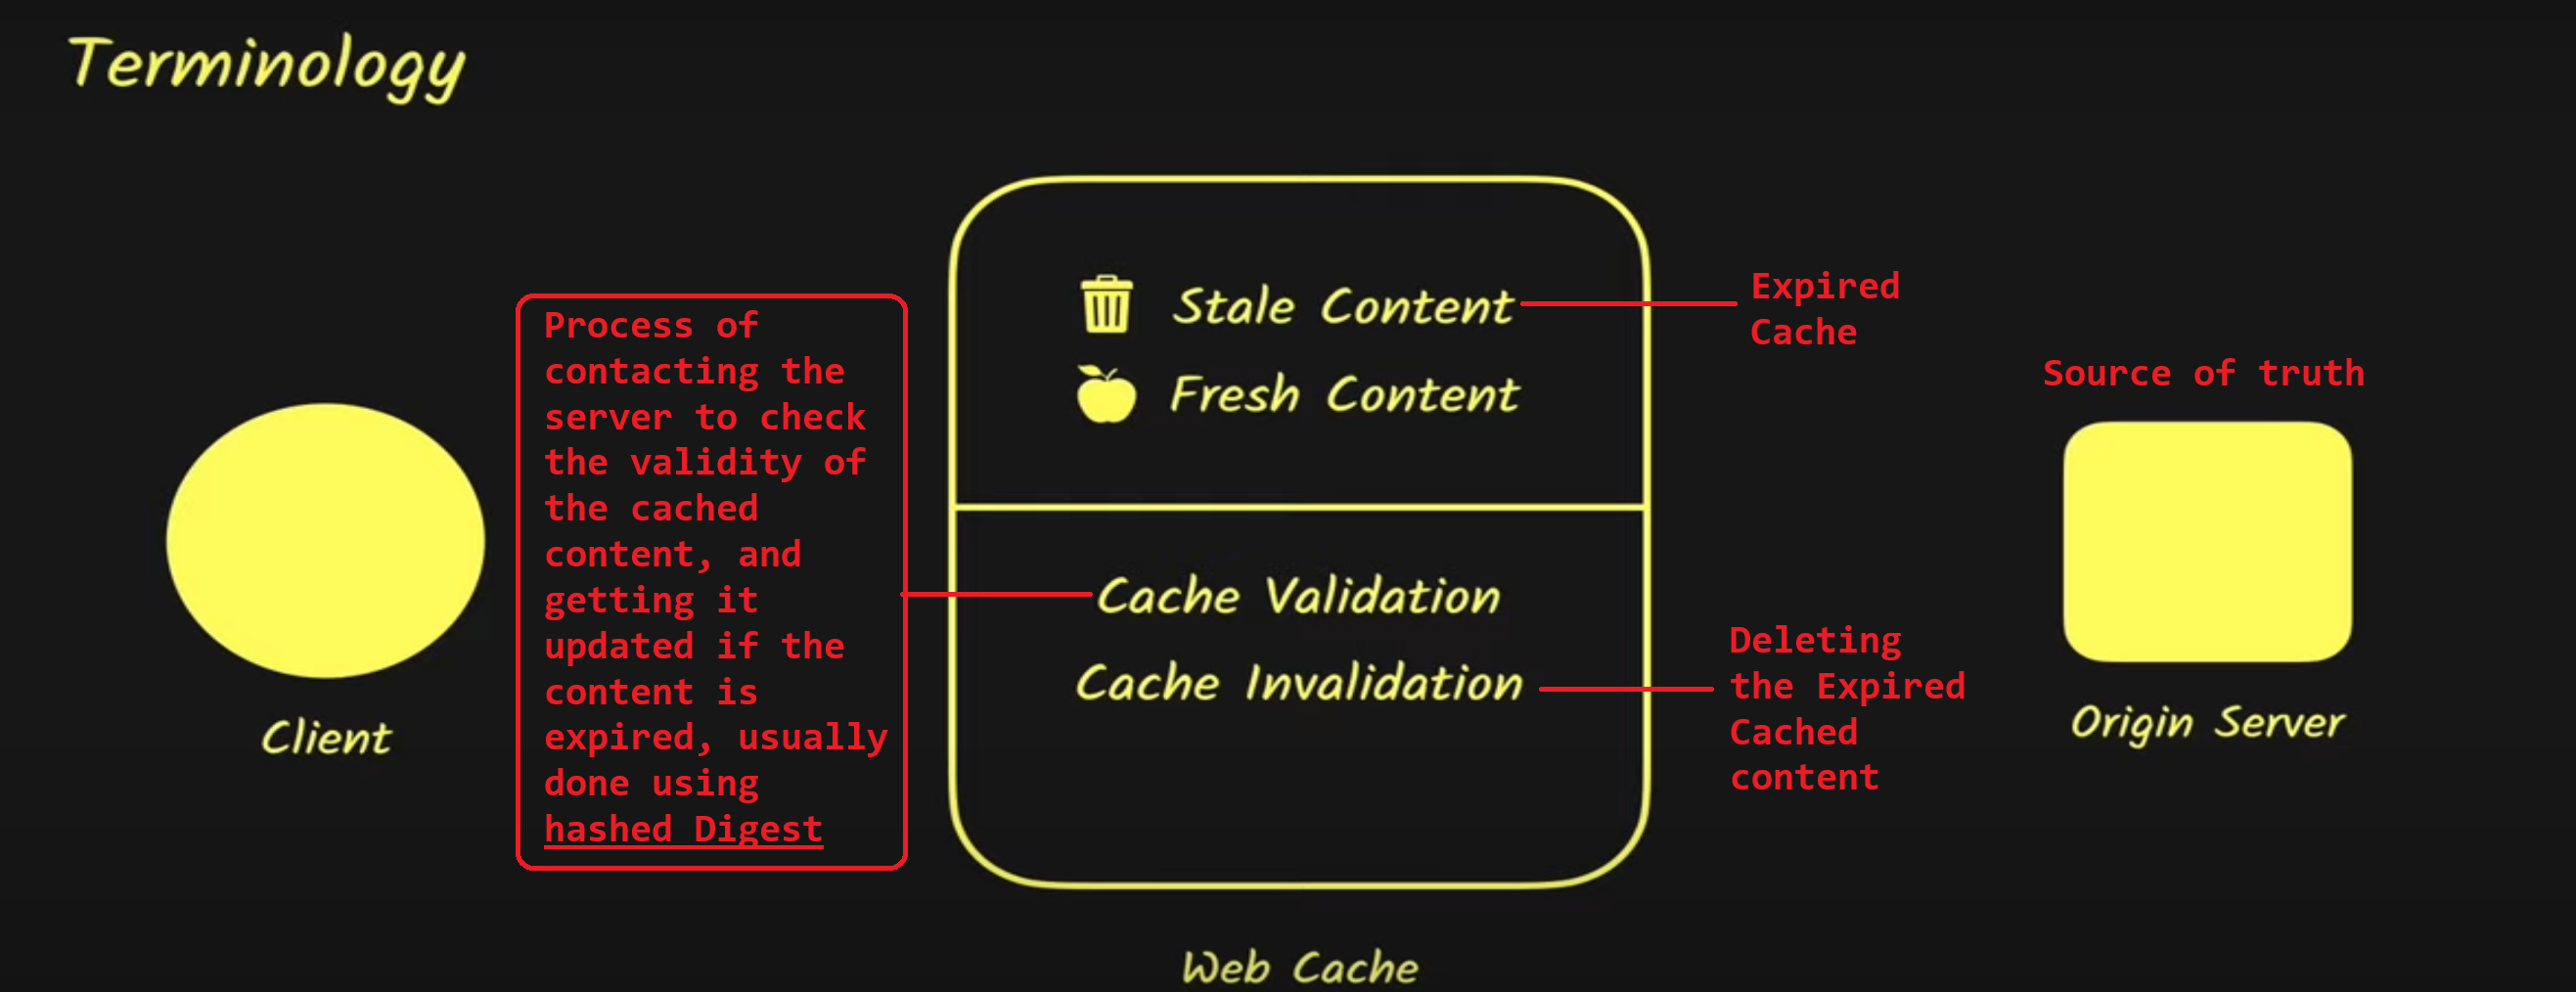 Terminology
Process of
contacting the
server to check
the validity of
the cached
content, and
getting it
updated if the
content is
expired, usually
done using
hashed Digest
Client
Stale Content
Fresh Content
Cache Validation
Cache Invalidation
Web Cache
Expired
Cache
Deleting
the Expired
Cached
content
Source of truth
Origin Server